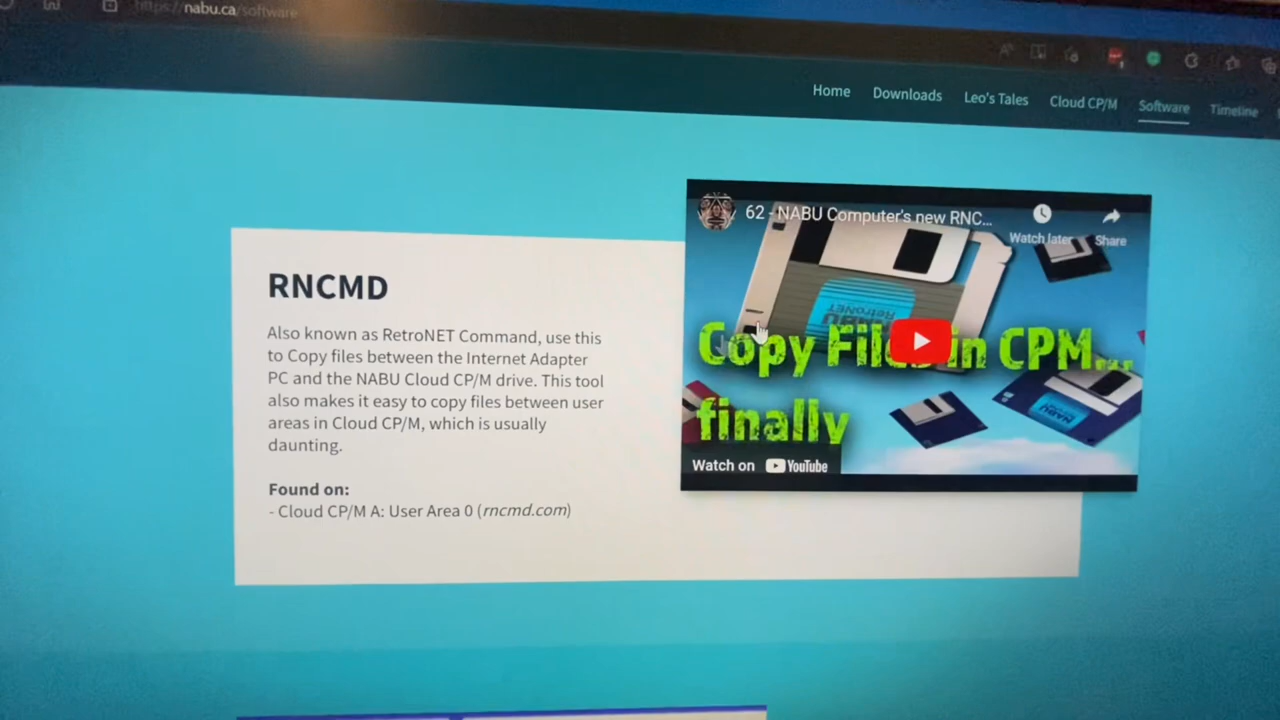 https://nabu.ca/software
Home Downloads Leo's Tales Cloud CP/M Software Timeline
62 - NABU Computer's new RNC...
Watch later
Share
RNCMD
Also known as RetroNET Command, use this
to Copy files between the Internet Adapter
PC and the NABU Cloud CP/M drive. This tool
also makes it easy to copy files between user
areas in Cloud CP/M, which is usually
daunting.
Found on:
- Cloud CP/M A: User Area 0 (rncmd.com)
NABU
RetroNET
Copy Files in CPM...
finally
NABU
Watch on YouTube